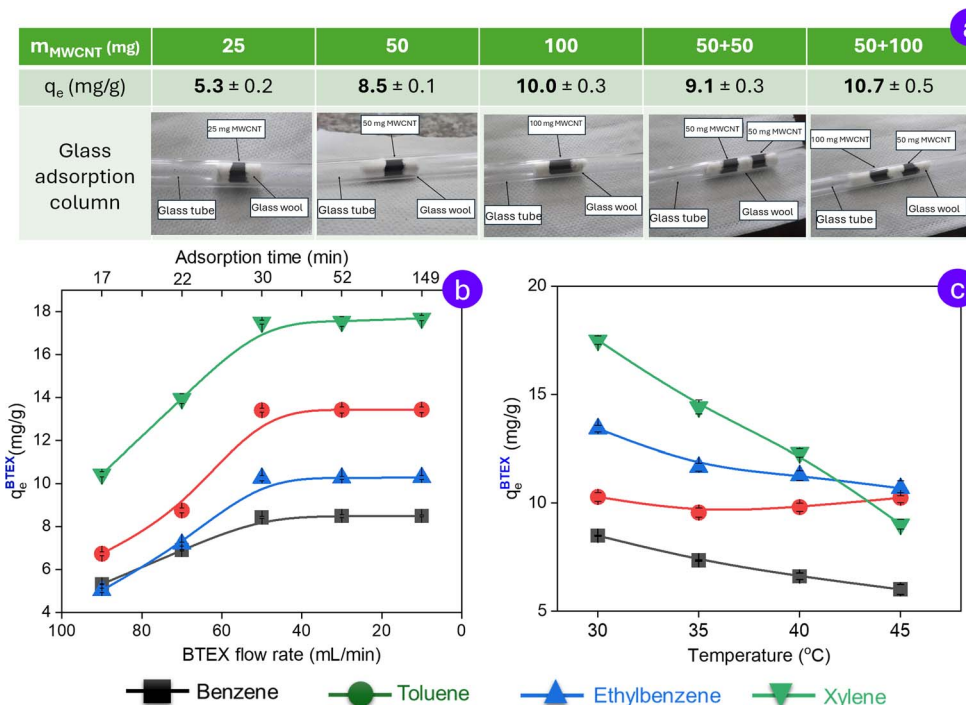 a
m_MWCNT (mg) 25 50 100 50+50 50+100
q_e (mg/g) 5.3 ± 0.2 8.5 ± 0.1 10.0 ± 0.3 9.1 ± 0.3 10.7 ± 0.5
Glass
adsorption
column
25 mg MWCNT
Glass tube
Glass wool
50 mg MWCNT
Glass tube
Glass wool
100 mg MWCNT
Glass tube
Glass wool
50 mg MWCNT
50 mg MWCNT
Glass tube
Glass wool
100 mg MWCNT
50 mg MWCNT
Glass tube
Glass wool
b
Adsorption time (min)
17 22 30 52 149
18
16
14
12
10
8
6
4
q_e^BTEX (mg/g)
100 80 60 40 20 0
BTEX flow rate (mL/min)
c
20
15
10
5
q_e^BTEX (mg/g)
30 35 40 45
Temperature (°C)
Benzene Toluene Ethylbenzene Xylene